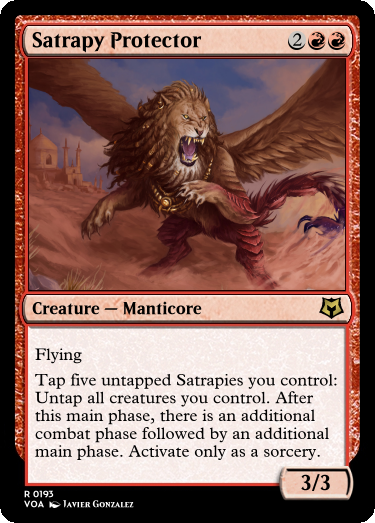 Satrapy Protector 2
Creature — Manticore
Flying
Tap five untapped Satrapies you control:
Untap all creatures you control. After
this main phase, there is an additional
combat phase followed by an additional
main phase. Activate only as a sorcery.
3/3
R 0193
VOA Javier Gonzalez